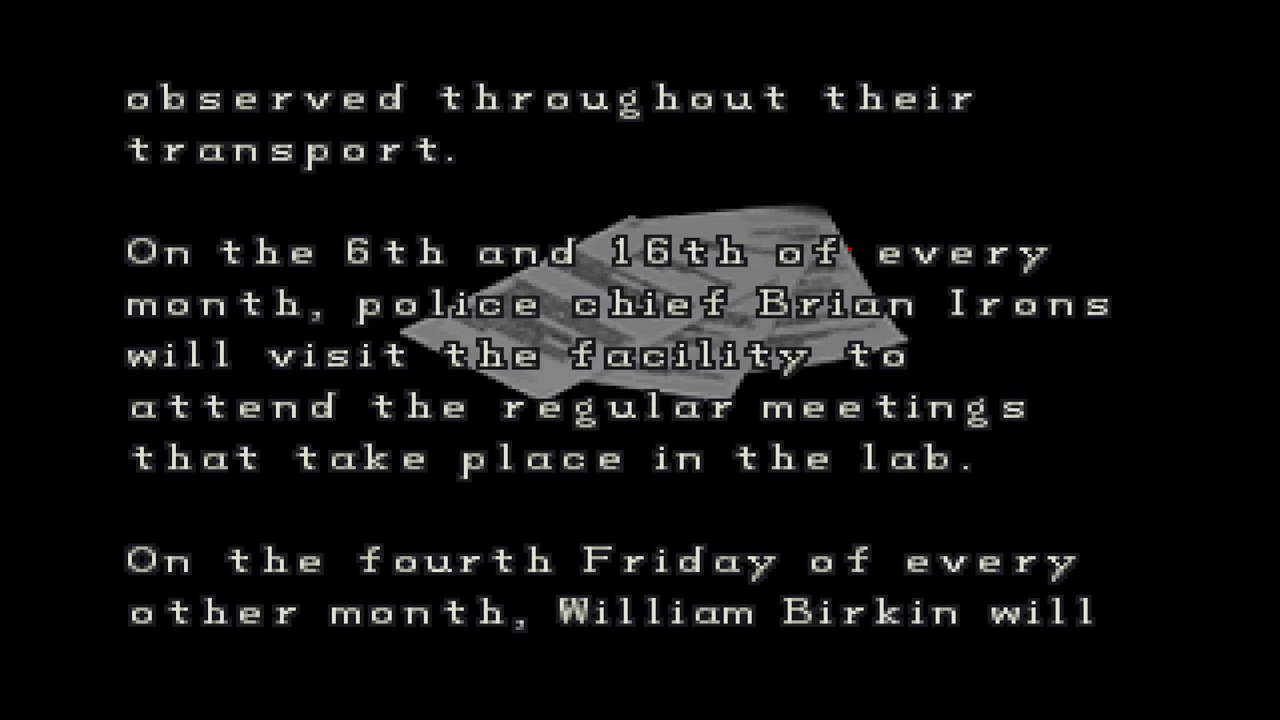 observed throughout their
transport.
On the 6th and 16th of every
month, police chief Brian Irons
will visit the facility to
attend the regular meetings
that take place in the lab.
On the fourth Friday of every
other month, William Birkin will